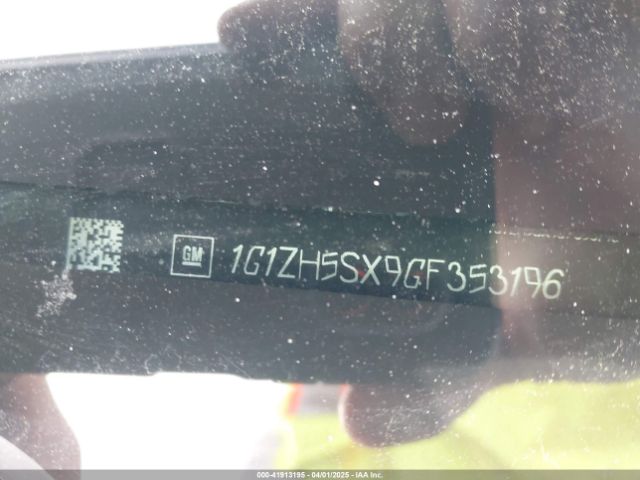 GM 1G1ZH5SX9GF353196
000-41913195 - 04/01/2025 - IAA Inc.